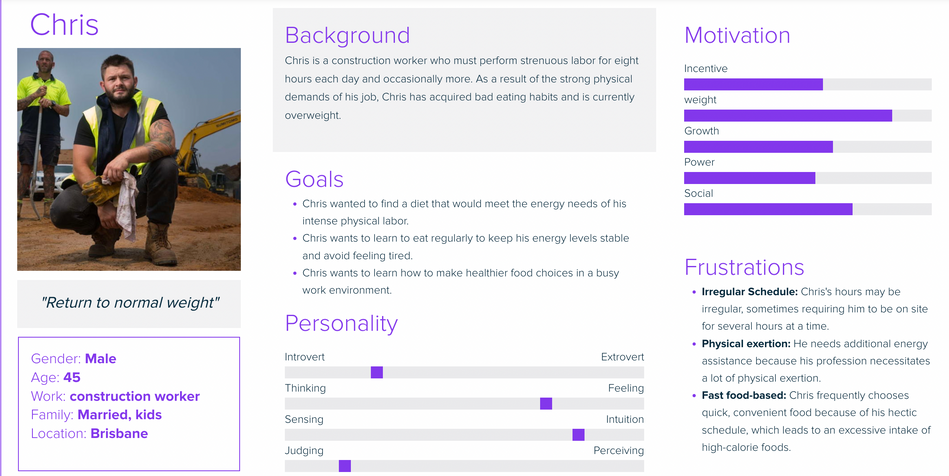 Chris
"Return to normal weight"
Gender: Male
Age: 45
Work: construction worker
Family: Married, kids
Location: Brisbane
Background
Chris is a construction worker who must perform strenuous labor for eight
hours each day and occasionally more. As a result of the strong physical
demands of his job, Chris has acquired bad eating habits and is currently
overweight.
Goals
• Chris wanted to find a diet that would meet the energy needs of his
intense physical labor.
• Chris wants to learn to eat regularly to keep his energy levels stable
and avoid feeling tired.
• Chris wants to learn how to make healthier food choices in a busy
work environment.
Personality
Introvert Extrovert
Thinking Feeling
Sensing Intuition
Judging Perceiving
Motivation
Incentive
weight
Growth
Power
Social
Frustrations
• Irregular Schedule: Chris's hours may be
irregular, sometimes requiring him to be on site
for several hours at a time.
• Physical exertion: He needs additional energy
assistance because his profession necessitates
a lot of physical exertion.
• Fast food-based: Chris frequently chooses
quick, convenient food because of his hectic
schedule, which leads to an excessive intake of
high-calorie foods.